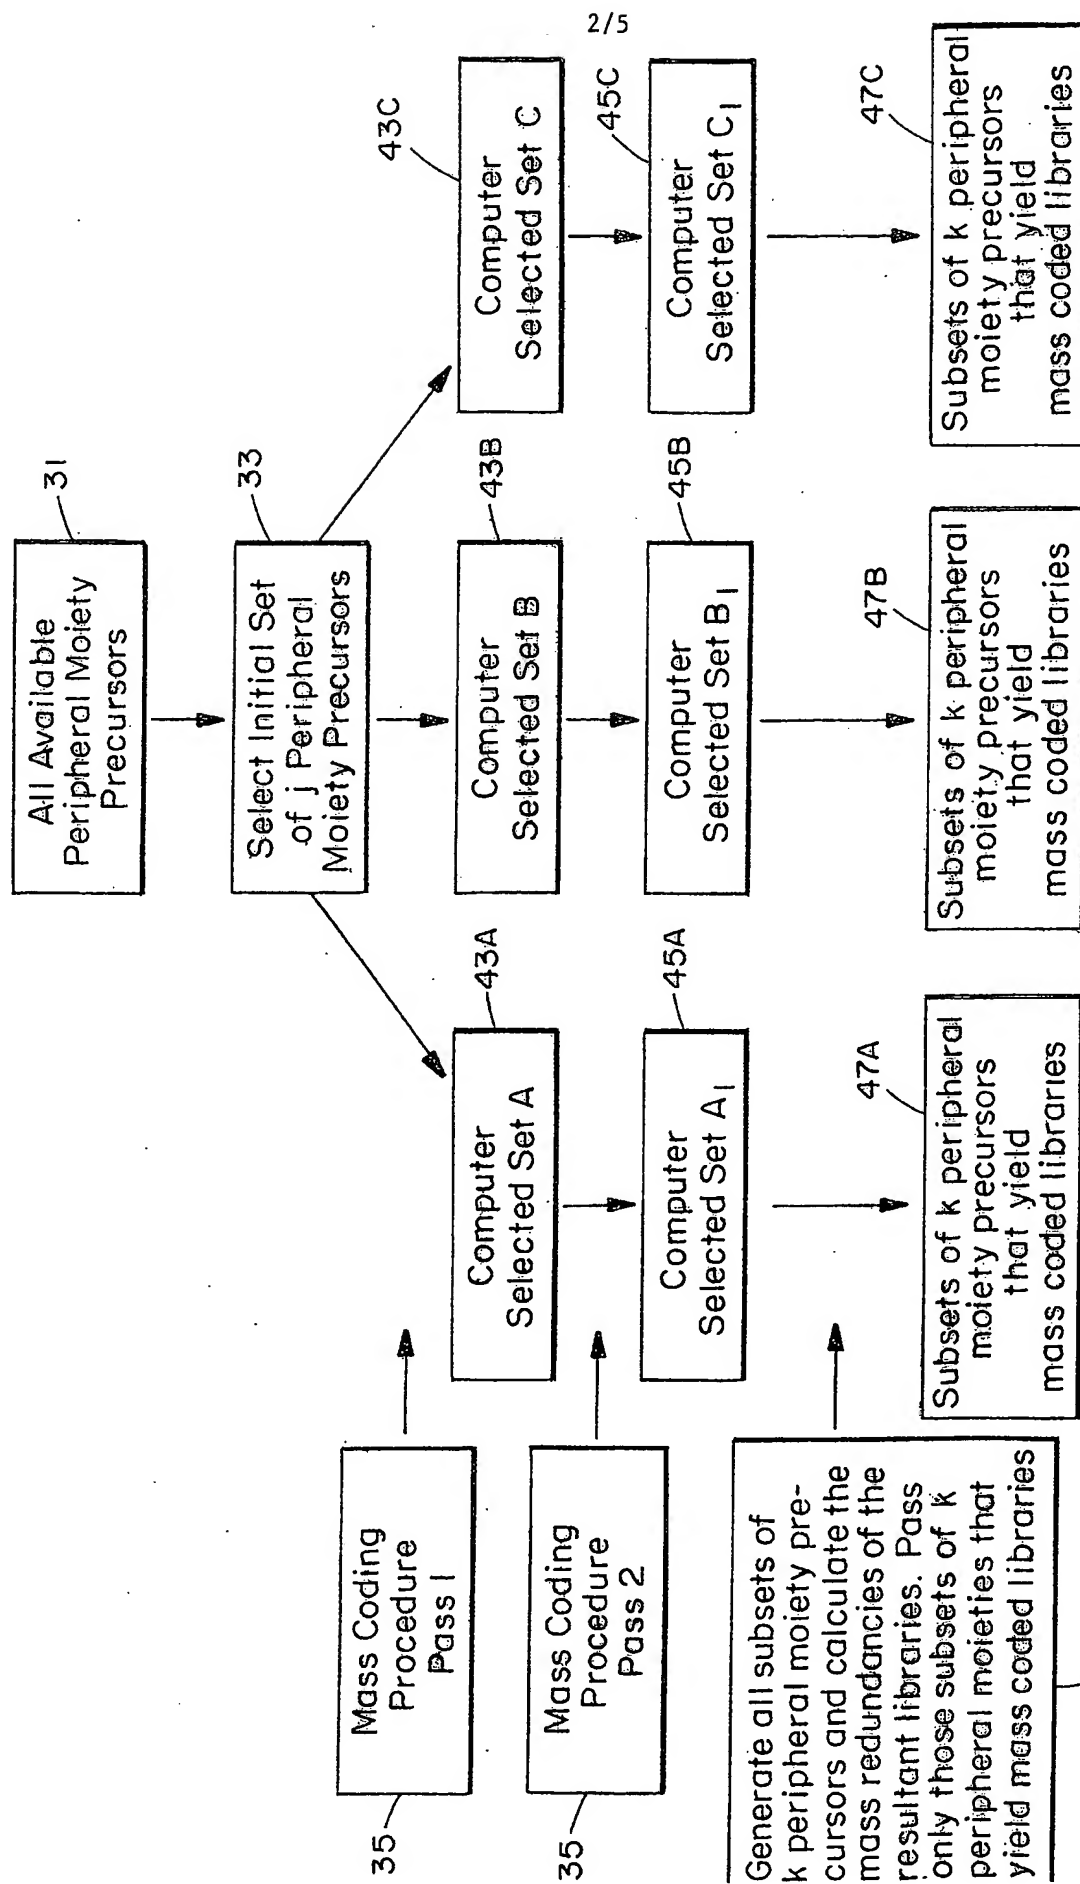 2/5
All Available
Peripheral Moiety
Precursors
31
Select Initial Set
of j Peripheral
Moiety Precursors
33
Mass Coding
Procedure
Pass 1
35
Computer
Selected Set A
43A
Computer
Selected Set B
43B
Computer
Selected Set C
43C
Mass Coding
Procedure
Pass 2
35
Computer
Selected Set A1
45A
Computer
Selected Set B1
45B
Computer
Selected Set C1
45C
Generate all subsets of
k peripheral moiety pre-
cursors and calculate the
mass redundancies of the
resultant libraries. Pass
only those subsets of k
peripheral moieties that
yield mass coded libraries
Subsets of k peripheral
moiety precursors
that yield
mass coded libraries
47A
Subsets of k peripheral
moiety precursors
that yield
mass coded libraries
47B
Subsets of k peripheral
moiety precursors
that yield
mass coded libraries
47C